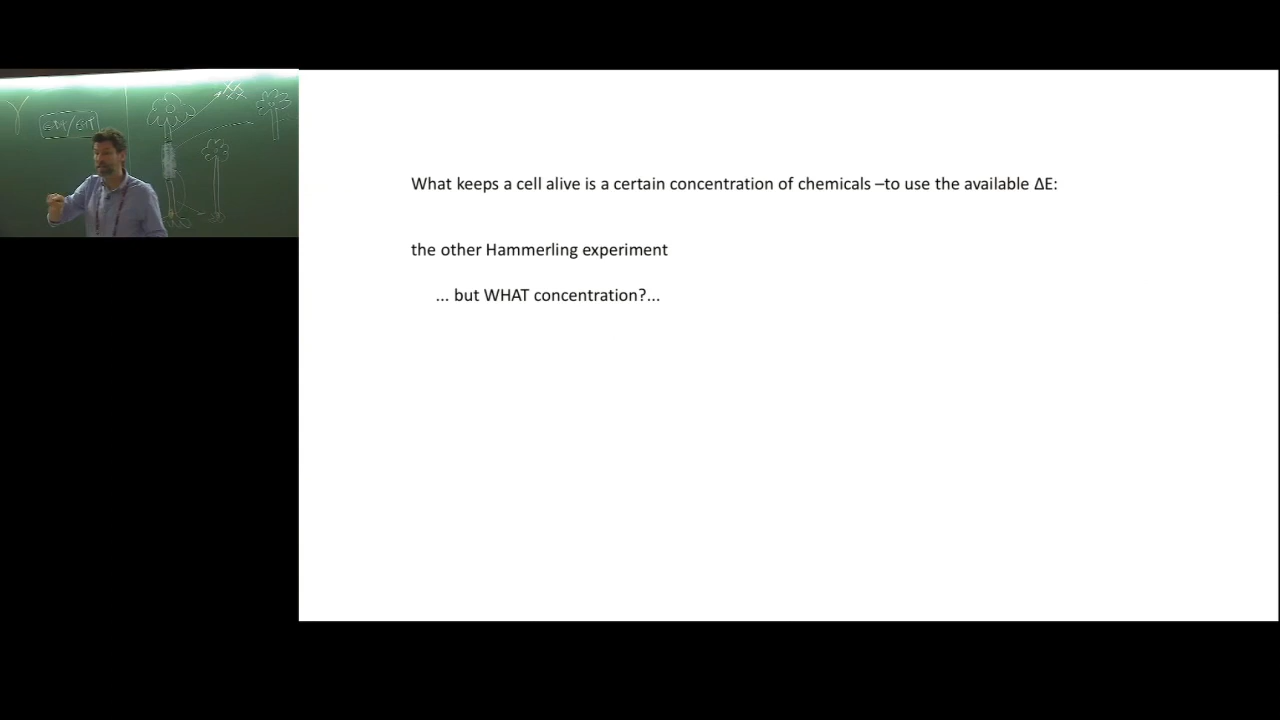 What keeps a cell alive is a certain concentration of chemicals –to use the available ΔE:
the other Hammerling experiment
... but WHAT concentration?...